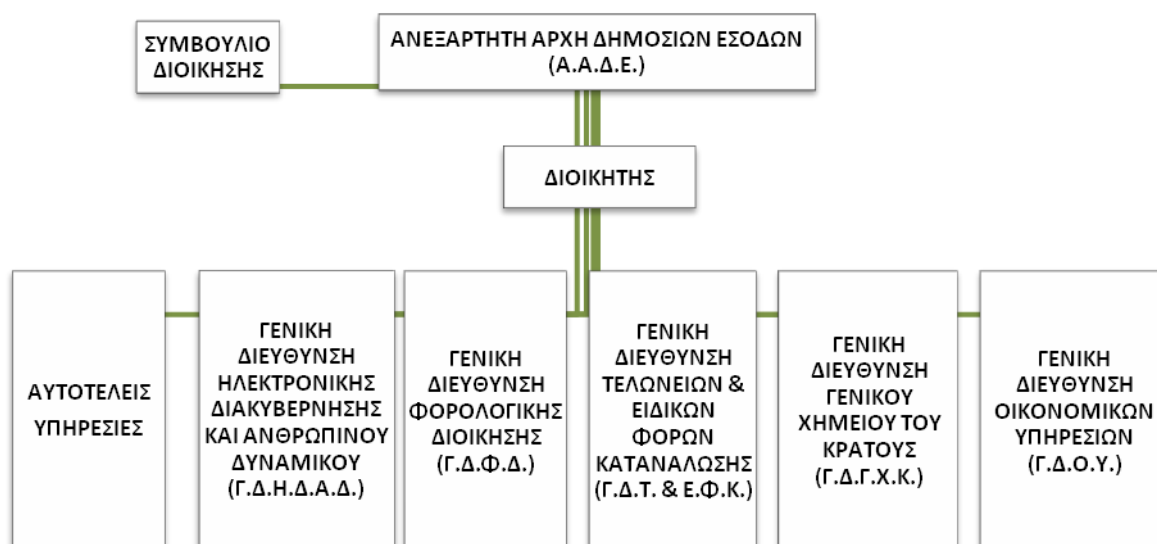 ΣΥΜΒΟΥΛΙΟ
ΔΙΟΙΚΗΣΗΣ
ΑΝΕΞΑΡΤΗΤΗ ΑΡΧΗ ΔΗΜΟΣΙΩΝ ΕΣΟΔΩΝ
(Α.Α.Δ.Ε.)
ΔΙΟΙΚΗΤΗΣ
ΑΥΤΟΤΕΛΕΙΣ
ΥΠΗΡΕΣΙΕΣ
ΓΕΝΙΚΗ
ΔΙΕΥΘΥΝΣΗ
ΗΛΕΚΤΡΟΝΙΚΗΣ
ΔΙΑΚΥΒΕΡΝΗΣΗΣ
ΚΑΙ ΑΝΘΡΩΠΙΝΟΥ
ΔΥΝΑΜΙΚΟΥ
(Γ.Δ.Η.Δ.Α.Δ.)
ΓΕΝΙΚΗ
ΔΙΕΥΘΥΝΣΗ
ΦΟΡΟΛΟΓΙΚΗΣ
ΔΙΟΙΚΗΣΗΣ
(Γ.Δ.Φ.Δ.)
ΓΕΝΙΚΗ
ΔΙΕΥΘΥΝΣΗ
ΤΕΛΩΝΕΙΩΝ &
ΕΙΔΙΚΩΝ
ΦΟΡΩΝ
ΚΑΤΑΝΑΛΩΣΗΣ
(Γ.Δ.Τ. & Ε.Φ.Κ.)
ΓΕΝΙΚΗ
ΔΙΕΥΘΥΝΣΗ
ΓΕΝΙΚΟΥ
ΧΗΜΕΙΟΥ ΤΟΥ
ΚΡΑΤΟΥΣ
(Γ.Δ.Γ.Χ.Κ.)
ΓΕΝΙΚΗ
ΔΙΕΥΘΥΝΣΗ
ΟΙΚΟΝΟΜΙΚΩΝ
ΥΠΗΡΕΣΙΩΝ
(Γ.Δ.Ο.Υ.)